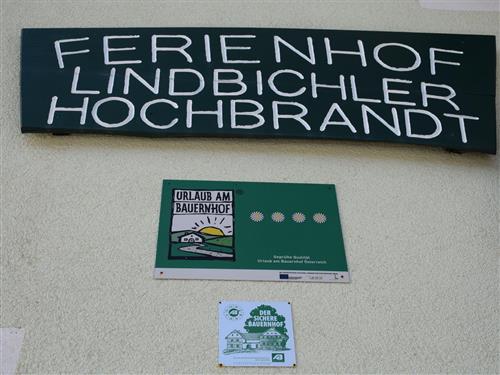 FERIENHOF
LINDBICHLER
HOCHBRANDT
URLAUB AM
BAUERNHOF
Geprüfte Qualität
Urlaub am Bauernhof Österreich
DER
SICHERE
BAUERNHOF